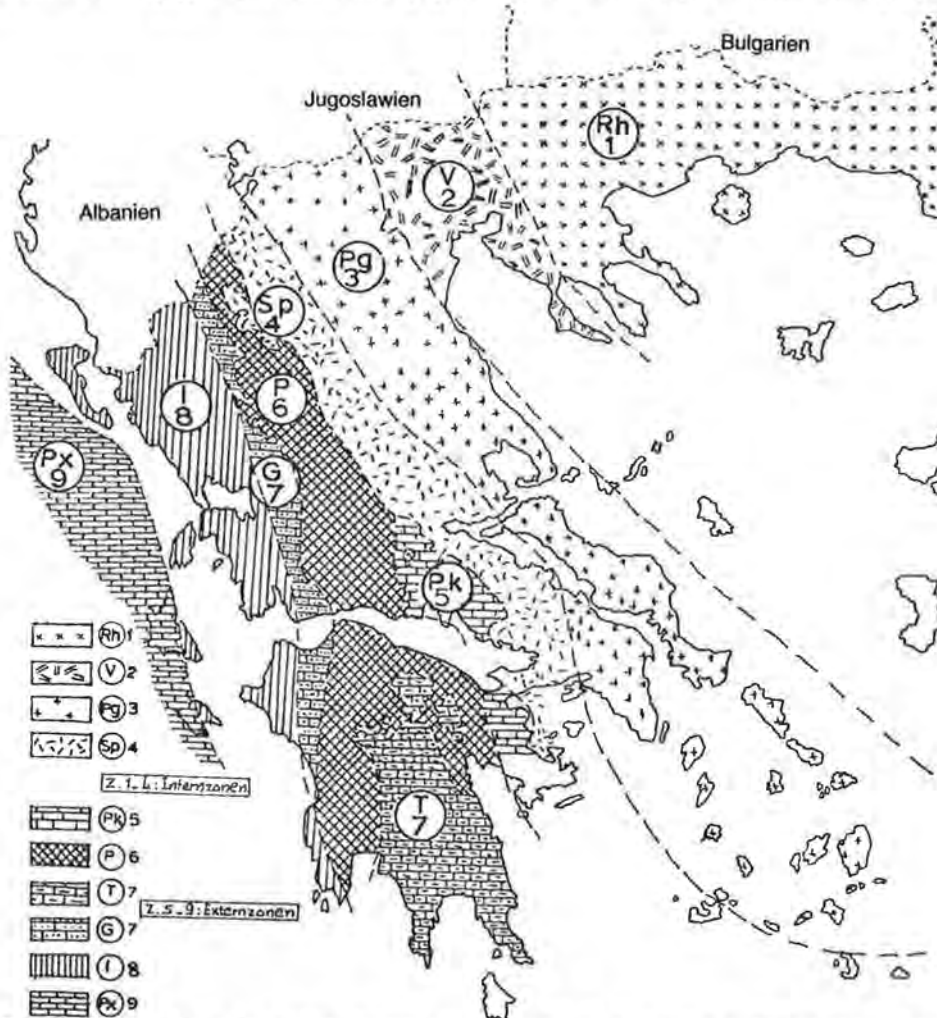 Bulgarien
Jugoslawien
Rh
1
V
2
Albanien
Pg
3
Sp
4
P
6
I
8
Px
9
G
7
Pk
5
T
7
Rh 1
V 2
Pg 3
Sp 4
Z.1-4: Internzonen
Pk 5
P 6
T 7
Z.5-9: Externzonen
G 7
I 8
Px 9